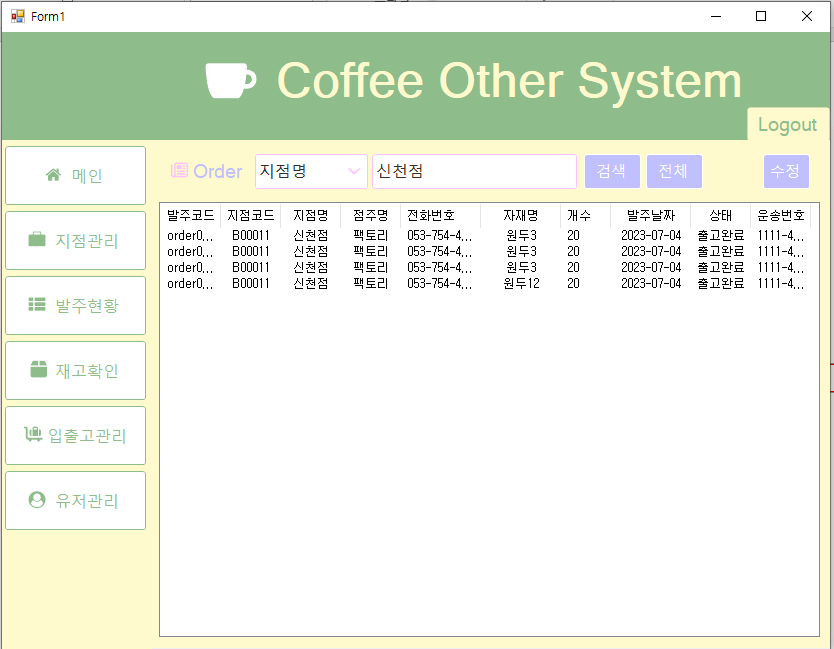 Form1
Coffee Other System
Logout
메인
지점관리
발주현황
재고확인
입출고관리
유저관리
Order 지점명 신천점 검색 전체 수정
발주코드 지점코드 지점명 점주명 전화번호 자재명 개수 발주날짜 상태 운송번호
order0... B00011 신천점 팩토리 053-754-4... 원두3 20 2023-07-04 출고완료 1111-4...
order0... B00011 신천점 팩토리 053-754-4... 원두3 20 2023-07-04 출고완료 1111-4...
order0... B00011 신천점 팩토리 053-754-4... 원두3 20 2023-07-04 출고완료 1111-4...
order0... B00011 신천점 팩토리 053-754-4... 원두12 20 2023-07-04 출고완료 1111-4...